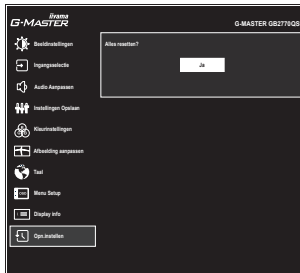 iiyama
G-MASTER
G-MASTER GB2770QS
Beeldinstellingen
Alles resetten?
Ja
Ingangsselectie
Audio Aanpassen
Instellingen Opslaan
Kleurinstellingen
Afbeelding aanpassen
Taal
OSD
Menu Setup
Display info
Opn.instellen